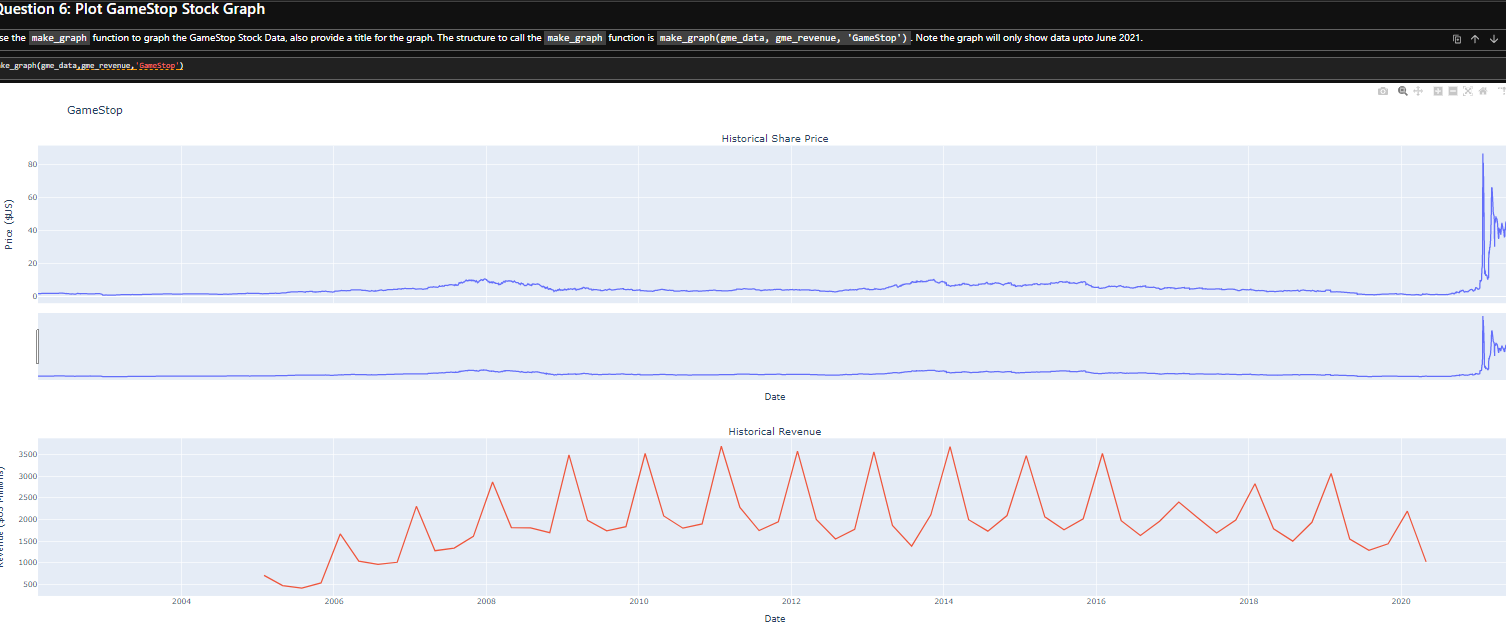 Question 6: Plot GameStop Stock Graph
se the make_graph function to graph the GameStop Stock Data, also provide a title for the graph. The structure to call the make_graph function is make_graph(gme_data, gme_revenue, 'GameStop') . Note the graph will only show data upto June 2021.
ke_graph(gme_data,gme_revenue,'GameStop')
GameStop
Historical Share Price
80
60
40
20
0
Price ($US)
Date
Historical Revenue
3500
3000
2500
2000
1500
1000
500
Revenue ($US Millions)
2004 2006 2008 2010 2012 2014 2016 2018 2020
Date